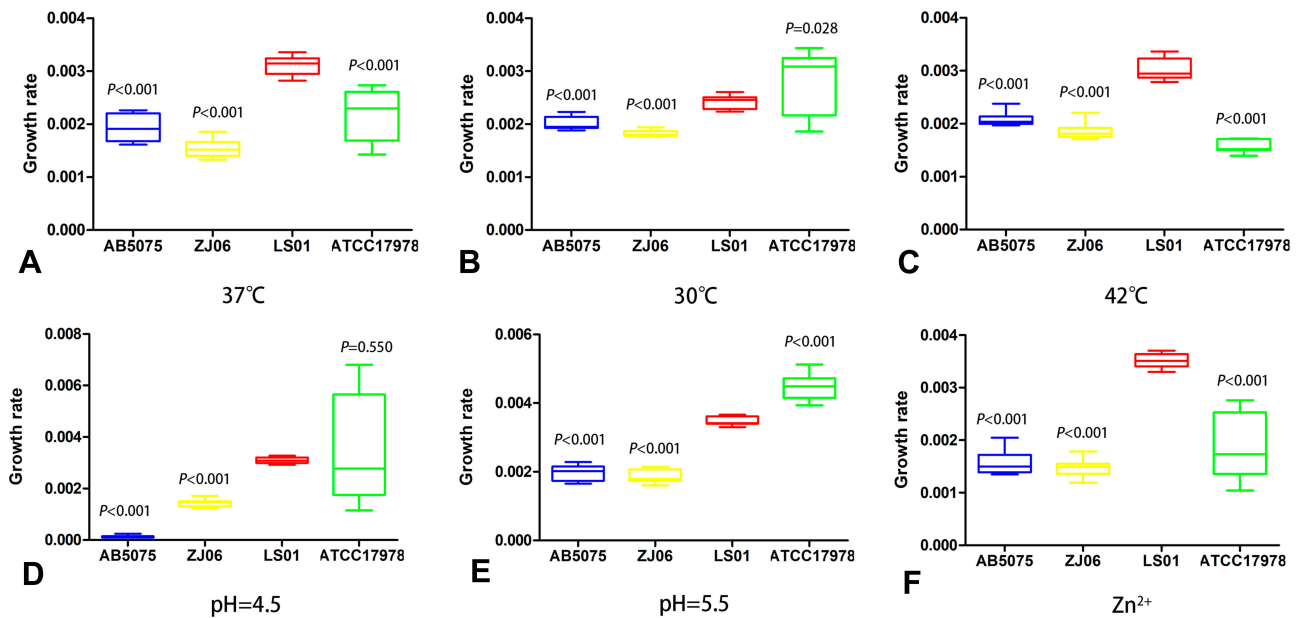 0.004
0.003
0.002
0.001
0.000
Growth rate
P<0.001
P<0.001
P<0.001
AB5075 ZJ06 LS01 ATCC17978
A
37℃
0.004
0.003
0.002
0.001
0.000
Growth rate
P<0.001
P<0.001
P=0.028
AB5075 ZJ06 LS01 ATCC17978
B
30℃
0.004
0.003
0.002
0.001
0.000
Growth rate
P<0.001
P<0.001
P<0.001
AB5075 ZJ06 LS01 ATCC17978
C
42℃
0.008
0.006
0.004
0.002
0.000
Growth rate
P<0.001
P<0.001
P=0.550
AB5075 ZJ06 LS01 ATCC17978
D
pH=4.5
0.006
0.004
0.002
0.000
Growth rate
P<0.001
P<0.001
P<0.001
AB5075 ZJ06 LS01 ATCC17978
E
pH=5.5
0.004
0.003
0.002
0.001
0.000
Growth rate
P<0.001
P<0.001
P<0.001
AB5075 ZJ06 LS01 ATCC17978
F
Zn²⁺